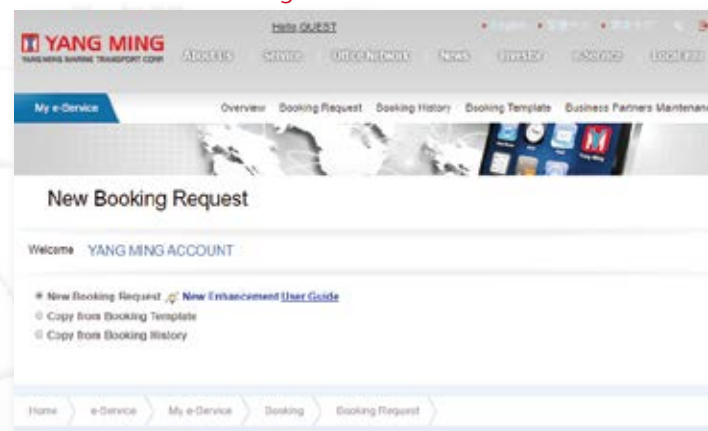 Hello GUEST
YANG MING
YANG MING MARINE TRANSPORT CORP.
About Us Service Office Network News Investor e-Service Local Site
My e-Service Overview Booking Request Booking History Booking Template Business Partners Maintenanc
New Booking Request
Welcome YANG MING ACCOUNT
New Booking Request New Enhancement User Guide
Copy from Booking Template
Copy from Booking History
Home e-Service My e-Service Booking Booking Request